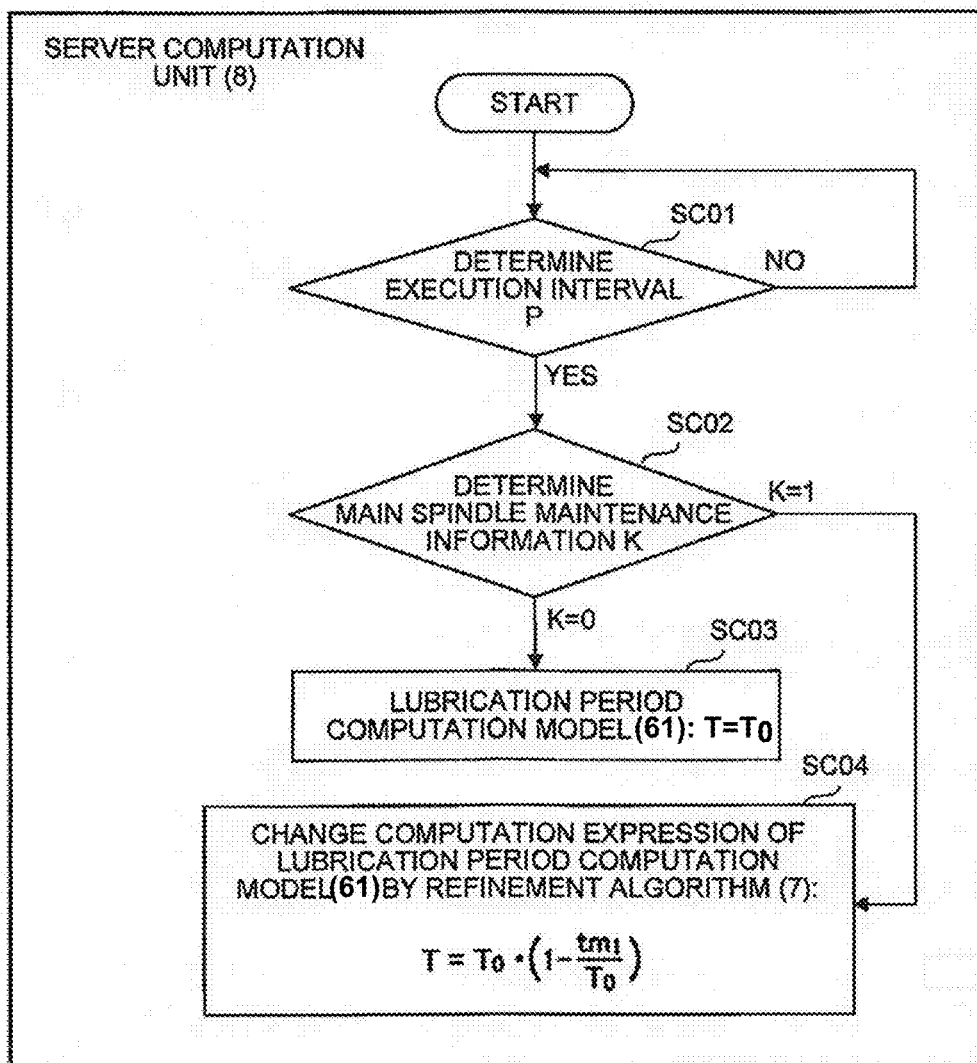 SERVER COMPUTATION
UNIT (8)
START
SC01
DETERMINE
EXECUTION INTERVAL
P
NO
YES
SC02
DETERMINE
MAIN SPINDLE MAINTENANCE
INFORMATION K
K=1
K=0
SC03
LUBRICATION PERIOD
COMPUTATION MODEL(61): T=T₀
SC04
CHANGE COMPUTATION EXPRESSION OF
LUBRICATION PERIOD COMPUTATION
MODEL(61)BY REFINEMENT ALGORITHM (7):
T = T₀ · (1 - tm₁/T₀)